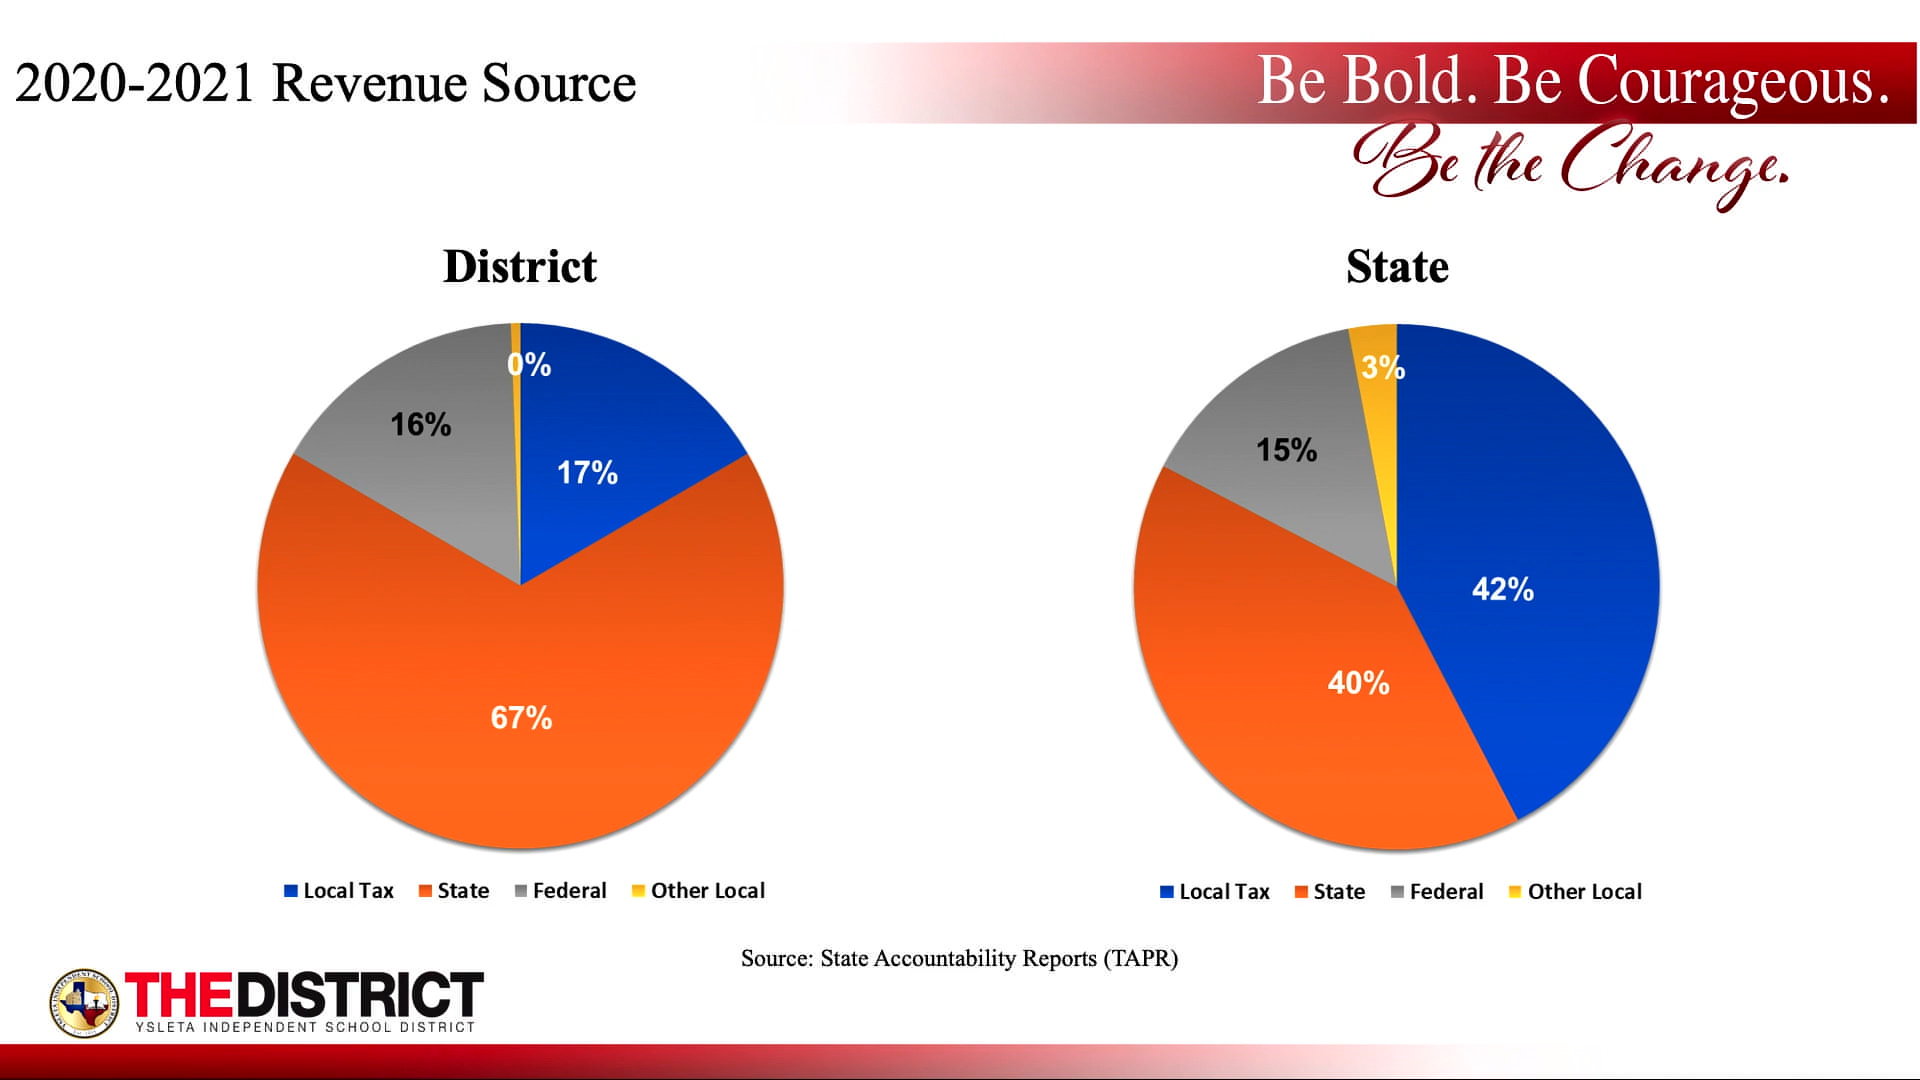 2020-2021 Revenue Source
Be Bold. Be Courageous.
Be the Change.
District
0%
16%
17%
67%
Local Tax State Federal Other Local
State
3%
15%
42%
40%
Local Tax State Federal Other Local
Source: State Accountability Reports (TAPR)
THEDISTRICT
YSLETA INDEPENDENT SCHOOL DISTRICT